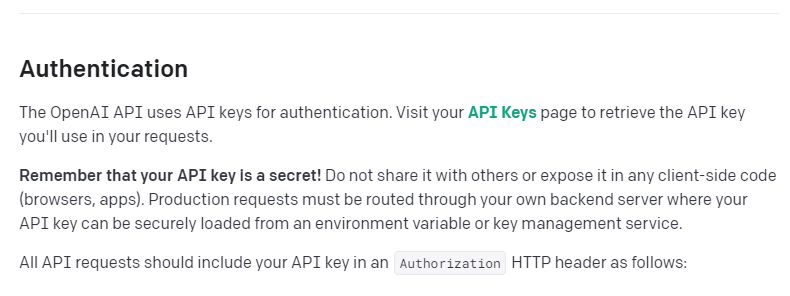 Authentication
The OpenAI API uses API keys for authentication. Visit your API Keys page to retrieve the API key
you'll use in your requests.
Remember that your API key is a secret! Do not share it with others or expose it in any client-side code
(browsers, apps). Production requests must be routed through your own backend server where your
API key can be securely loaded from an environment variable or key management service.
All API requests should include your API key in an Authorization HTTP header as follows: